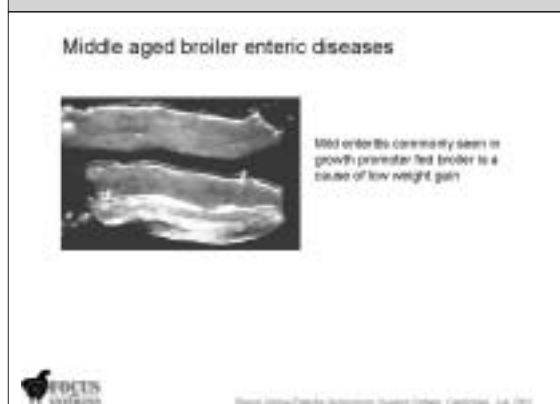 Middle aged broiler enteric diseases
Mild enteritis commonly seen in
growth promoter fed broiler is a
cause of low weight gain
FOCUS